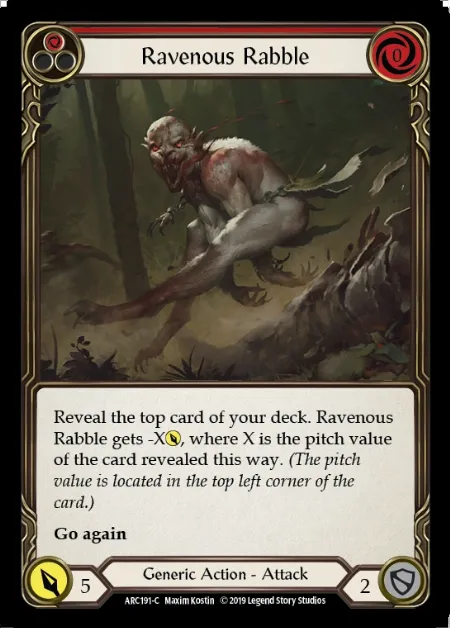 Ravenous Rabble
0
Reveal the top card of your deck. Ravenous
Rabble gets -X, where X is the pitch value
of the card revealed this way. (The pitch
value is located in the top left corner of the
card.)
Go again
5
Generic Action - Attack
2
ARC191-C Maxim Kostin © 2019 Legend Story Studios